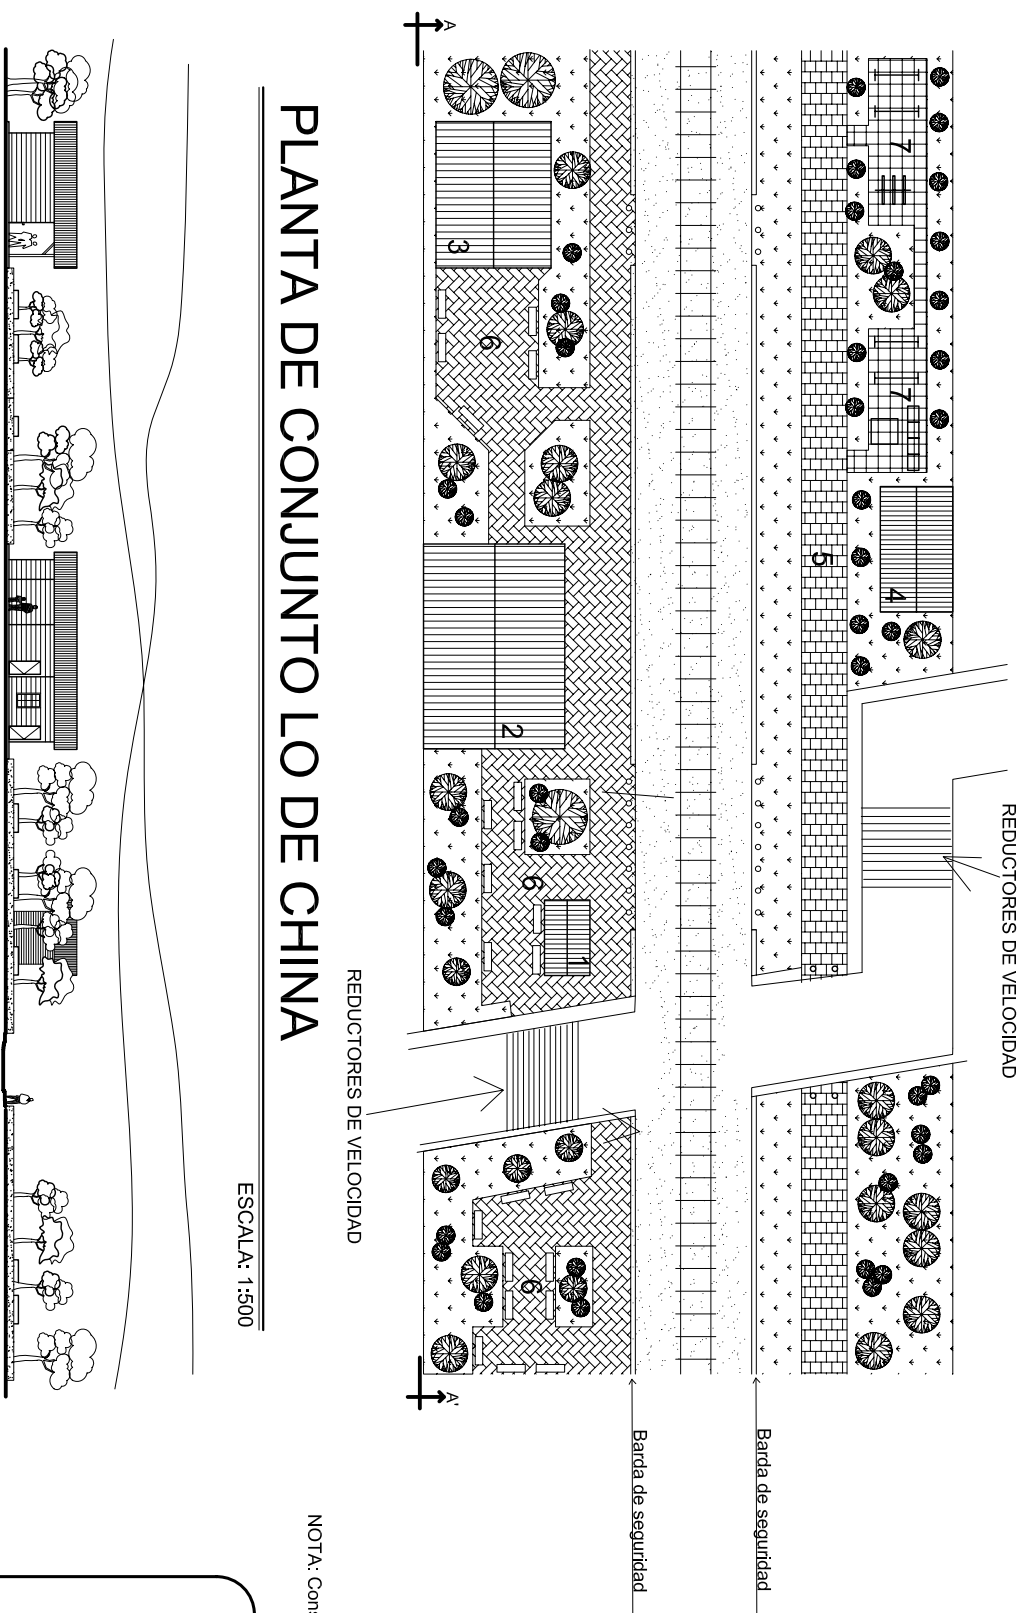 REDUCTORES DE VELOCIDAD
7
7
4
5
Barda de seguridad
Barda de seguridad
3
6
2
6
1
6
A
A'
REDUCTORES DE VELOCIDAD
PLANTA DE CONJUNTO LO DE CHINA
ESCALA: 1:500
NOTA: